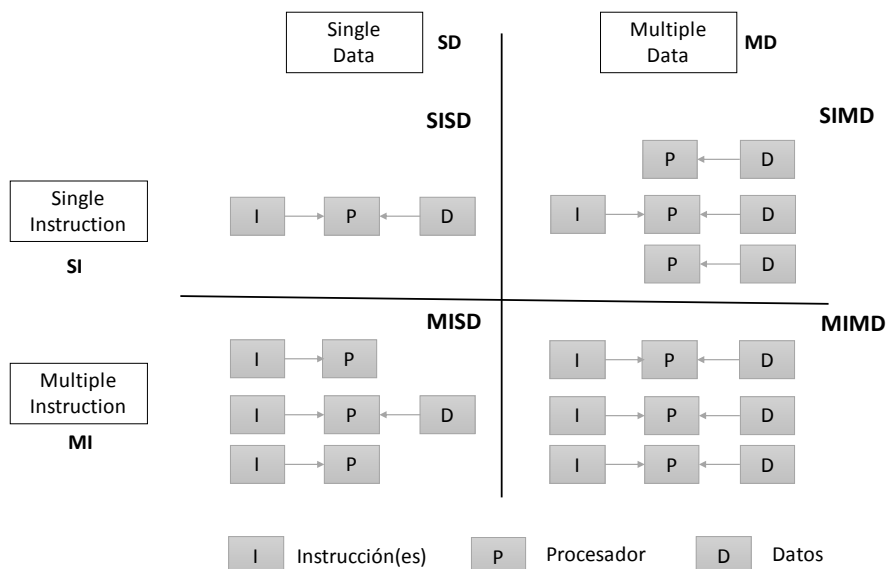 Single
Data
SD
Multiple
Data
MD
SISD
SIMD
P
D
Single
Instruction
SI
I
P
D
I
P
D
P
D
MISD
MIMD
I
P
I
P
D
Multiple
Instruction
MI
I
P
D
I
P
D
I
P
I
P
D
I
Instrucción(es)
P
Procesador
D
Datos